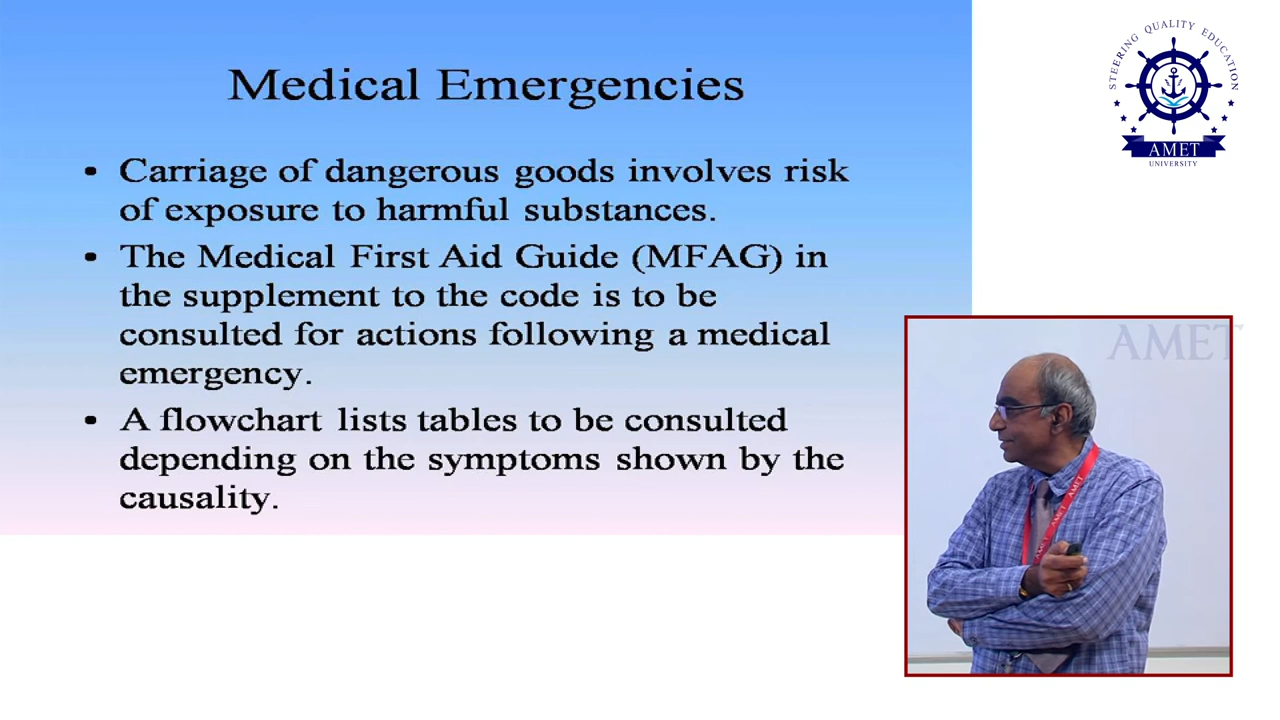 Medical Emergencies
• Carriage of dangerous goods involves risk
of exposure to harmful substances.
• The Medical First Aid Guide (MFAG) in
the supplement to the code is to be
consulted for actions following a medical
emergency.
• A flowchart lists tables to be consulted
depending on the symptoms shown by the
causality.
STEERING QUALITY EDUCATION
AMET
UNIVERSITY
AMET
AMET
AMET